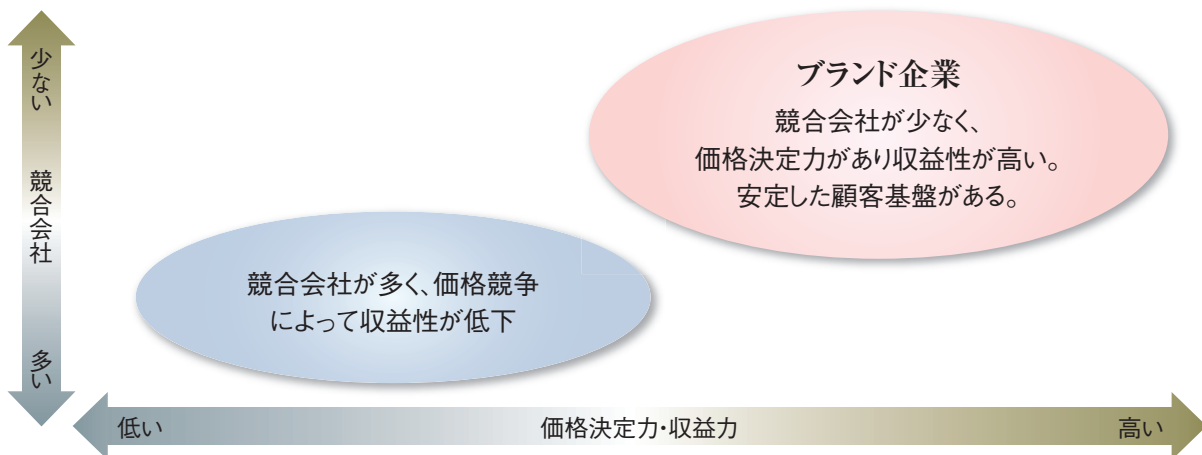 少ない
競合会社
多い
ブランド企業
競合会社が少なく、
価格決定力があり収益性が高い。
安定した顧客基盤がある。
競合会社が多く、価格競争
によって収益性が低下
低い
価格決定力・収益力
高い